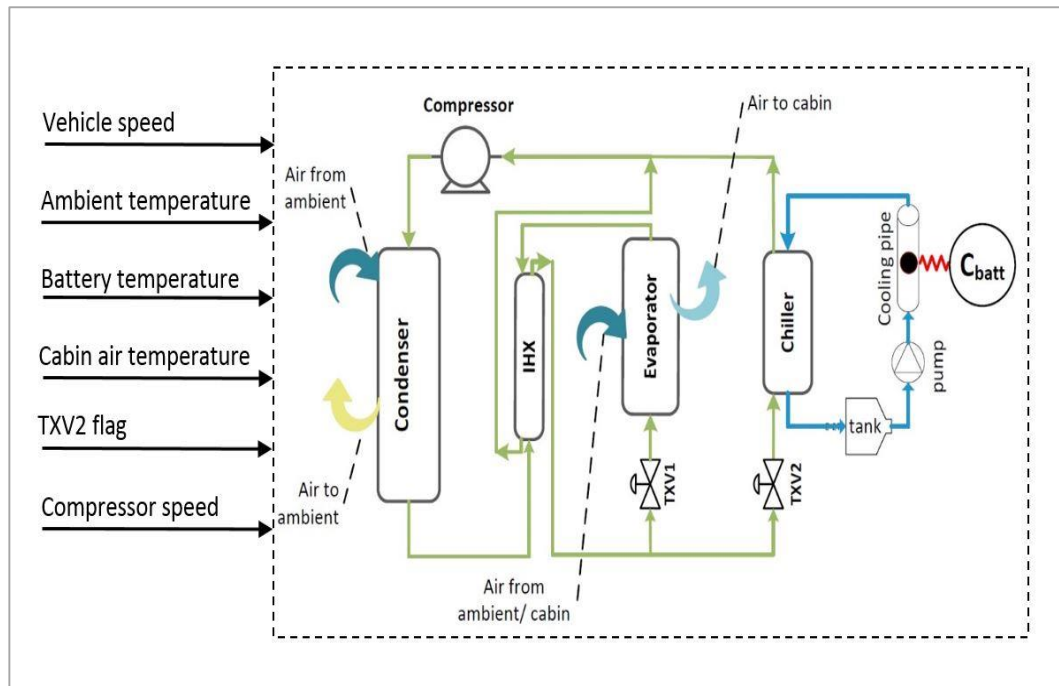 Vehicle speed
Ambient temperature
Battery temperature
Cabin air temperature
TXV2 flag
Compressor speed
Compressor
Air to cabin
Air from
ambient
Condenser
Air to
ambient
IHX
Evaporator
Air from
ambient/ cabin
TXV1
Chiller
TXV2
Cooling pipe
Cbatt
pump
tank